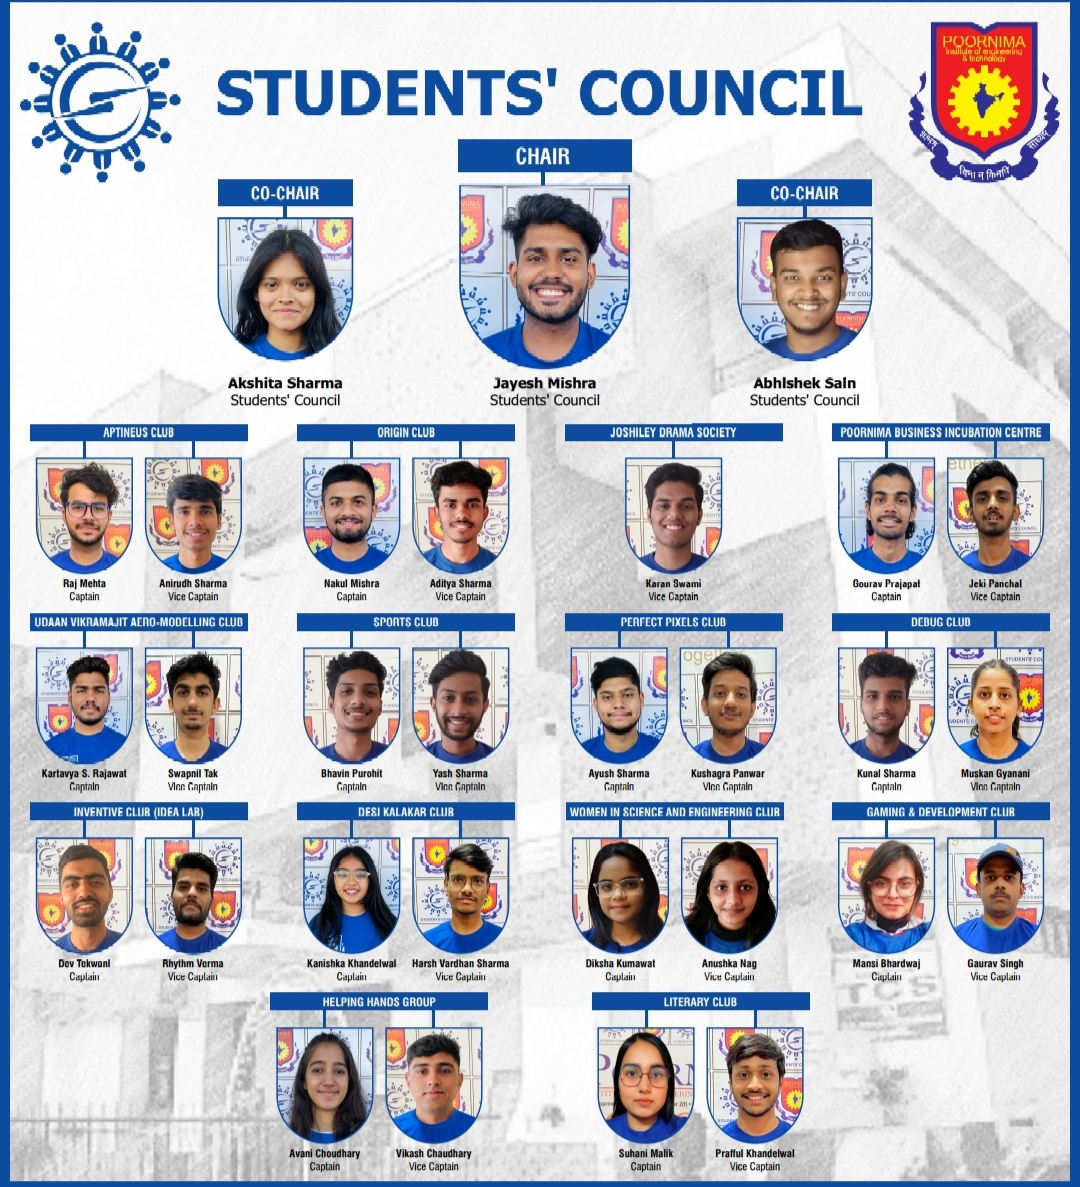 POORNIMA
institute of engineering
& technology
STUDENTS' COUNCIL
CHAIR
CO-CHAIR
CO-CHAIR
Akshita Sharma
Students' Council
Jayesh Mishra
Students' Council
Abhlshek Saln
Students' Council
APTINEUS CLUB
Raj Mehta
Captain
Anirudh Sharma
Vice Captain
ORIGIN CLUB
Nakul Mishra
Captain
Aditya Sharma
Vice Captain
JOSHILEY DRAMA SOCIETY
Karan Swami
Vice Captain
POORNIMA BUSINESS INCUBATION CENTRE
Gourav Prajapat
Captain
Jeki Panchal
Vice Captain
UDAAN VIKRAMAJIT AERO-MODELLING CLUB
Kartavya S. Rajawat
Captain
Swapnil Tak
Vice Captain
SPORTS CLUB
Bhavin Purohit
Captain
Yash Sharma
Vice Captain
PERFECT PIXELS CLUB
Ayush Sharma
Captain
Kushagra Panwar
Vice Captain
DEBUG CLUB
Kunal Sharma
Captain
Muskan Gyanani
Vice Captain
INVENTIVE CLUB (IDEA LAB)
Dev Tekwani
Captain
Rhythm Verma
Vice Captain
DESI KALAKAR CLUB
Kanishka Khandelwal
Captain
Harsh Vardhan Sharma
Vice Captain
WOMEN IN SCIENCE AND ENGINEERING CLUB
Diksha Kumawat
Captain
Anushka Nag
Vice Captain
GAMING & DEVELOPMENT CLUB
Mansi Bhardwaj
Captain
Gaurav Singh
Vice Captain
TCS
HELPING HANDS GROUP
Avani Choudhary
Captain
Vikash Chaudhary
Vice Captain
LITERARY CLUB
Suhani Malik
Captain
Prafful Khandelwal
Vice Captain